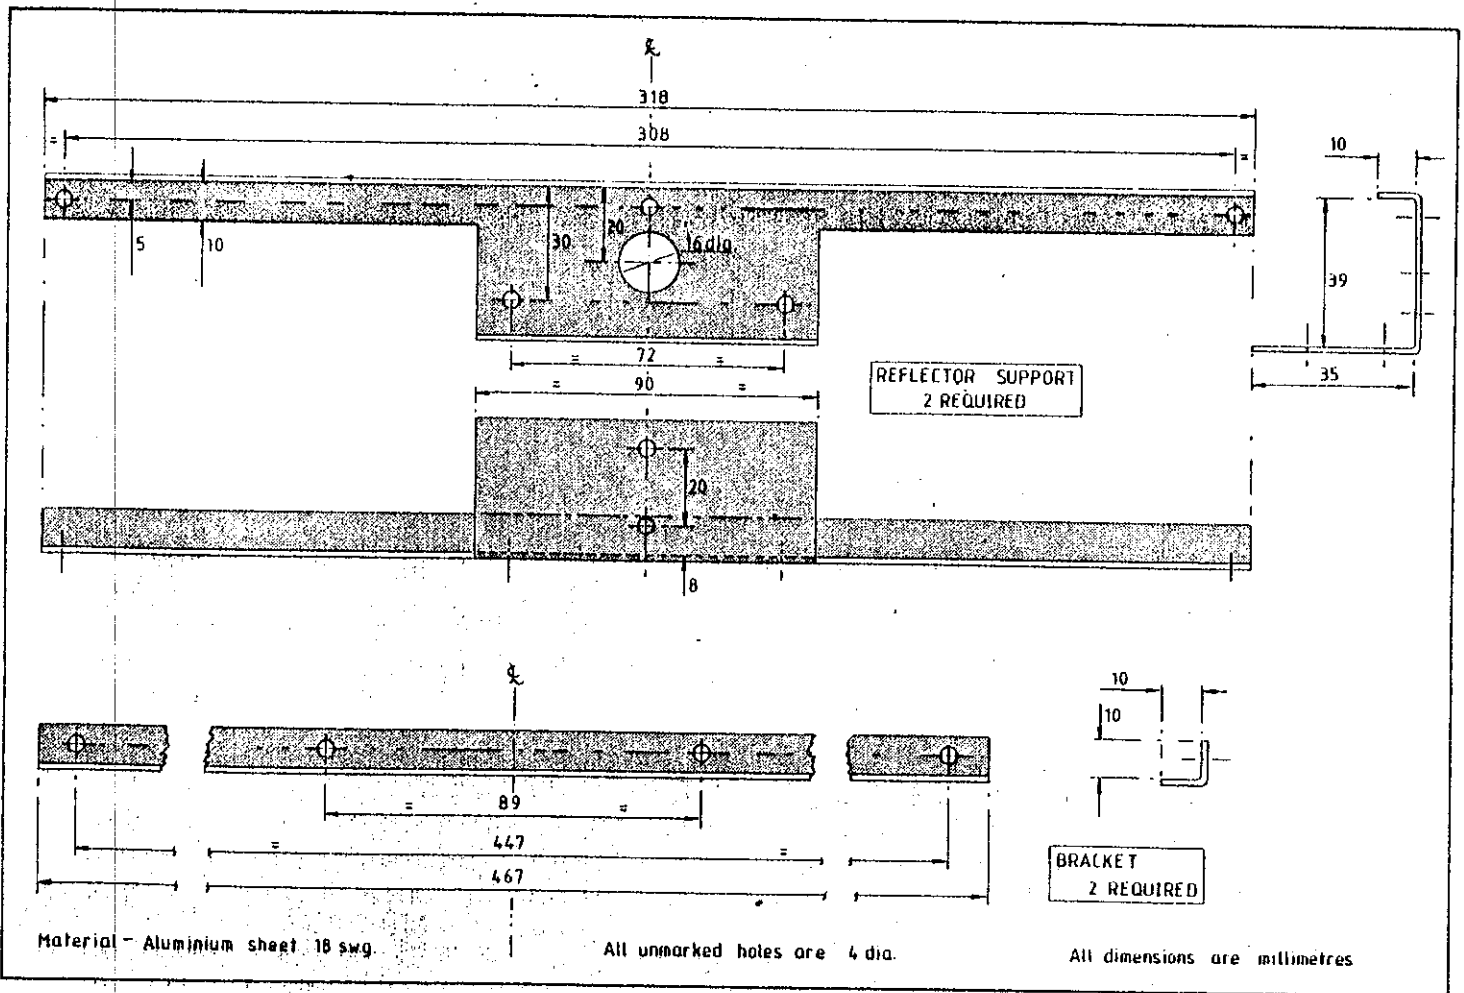 ℄
318
308
=
=
10
5
10
30
20
16 dia.
39
= 72 =
= 90 =
35
REFLECTOR SUPPORT
2 REQUIRED
20
8
℄
10
10
= 89 =
= 447 =
467
BRACKET
2 REQUIRED
Material - Aluminium sheet 18 swg.
All unmarked holes are 4 dia.
All dimensions are millimetres